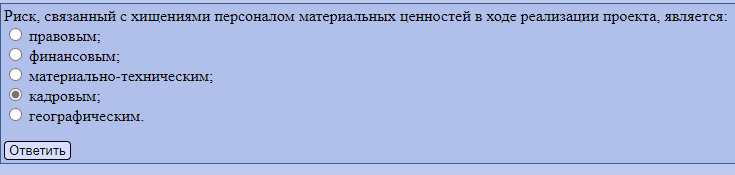 Риск, связанный с хищениями персоналом материальных ценностей в ходе реализации проекта, является:
правовым;
финансовым;
материально-техническим;
кадровым;
географическим.
Ответить